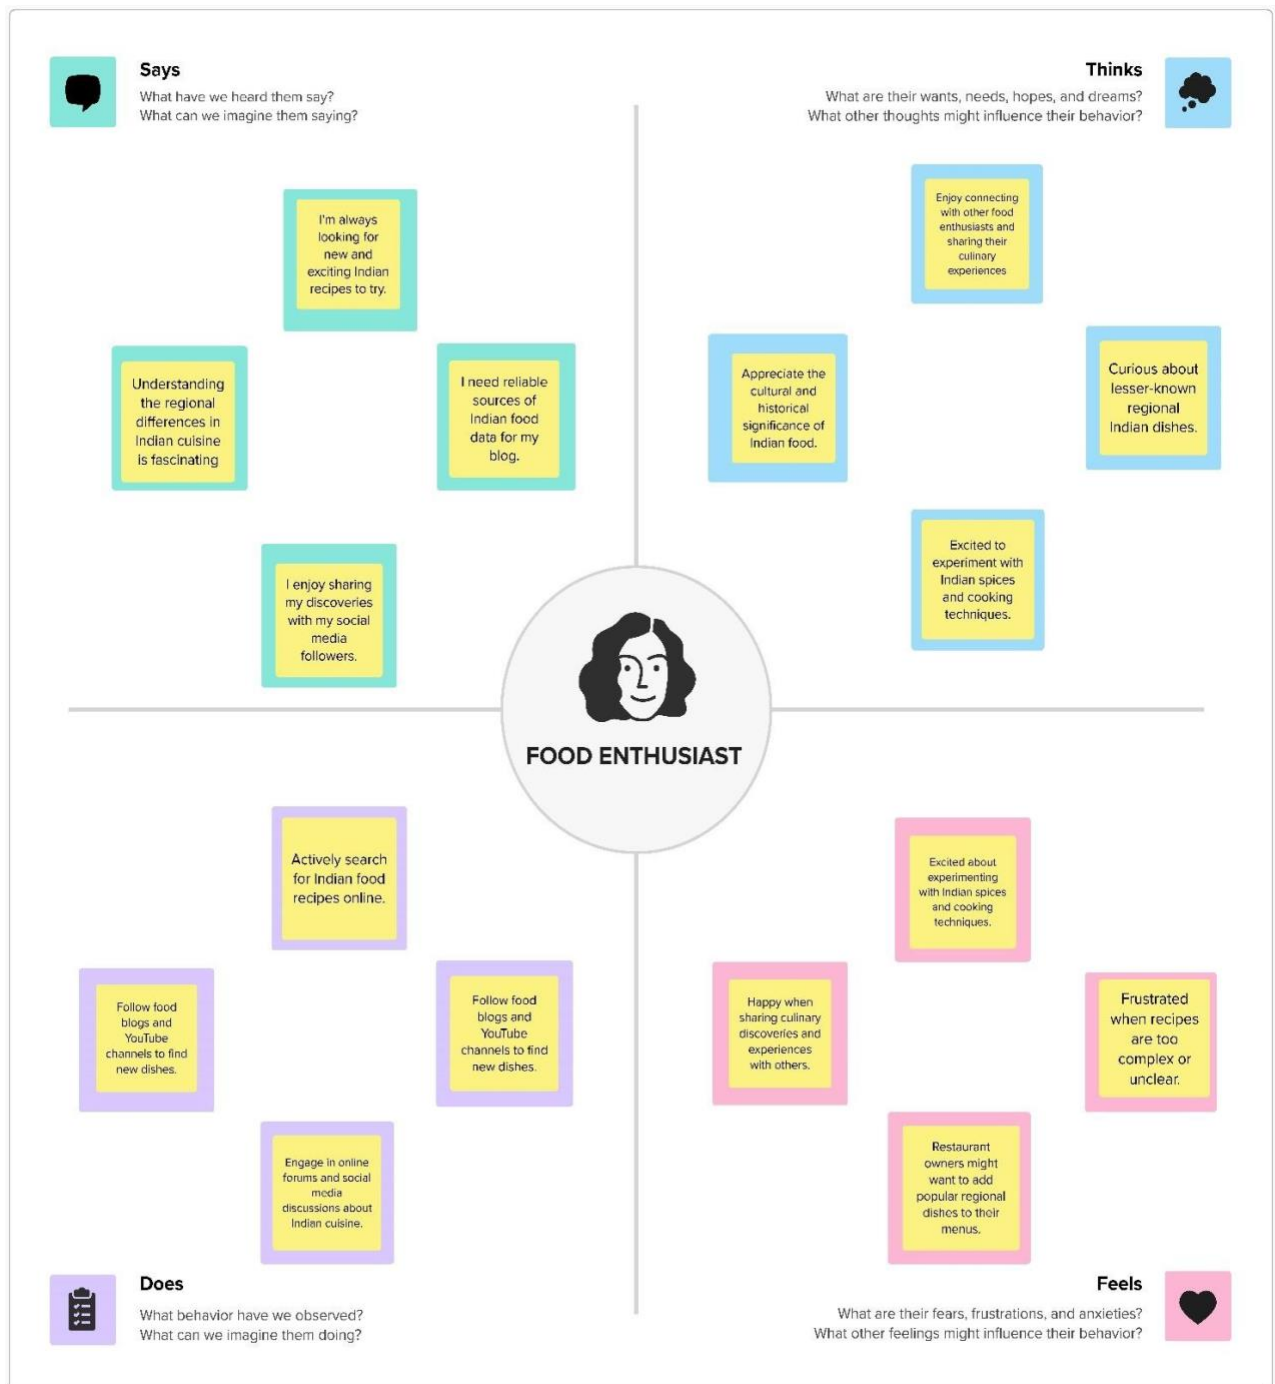 Says
What have we heard them say?
What can we imagine them saying?
Thinks
What are their wants, needs, hopes, and dreams?
What other thoughts might influence their behavior?
I'm always
looking for
new and
exciting Indian
recipes to try.
Understanding
the regional
differences in
Indian cuisine
is fascinating
I need reliable
sources of
Indian food
data for my
blog.
I enjoy sharing
my discoveries
with my social
media
followers.
Enjoy connecting
with other food
enthusiasts and
sharing their
culinary
experiences
Appreciate the
cultural and
historical
significance of
Indian food.
Curious about
lesser-known
regional
Indian dishes.
Excited to
experiment with
Indian spices
and cooking
techniques.
FOOD ENTHUSIAST
Actively search
for Indian food
recipes online.
Follow food
blogs and
YouTube
channels to find
new dishes.
Follow food
blogs and
YouTube
channels to find
new dishes.
Engage in online
forums and social
media
discussions about
Indian cuisine.
Excited about
experimenting
with Indian spices
and cooking
techniques.
Happy when
sharing culinary
discoveries and
experiences
with others.
Frustrated
when recipes
are too
complex or
unclear.
Restaurant
owners might
want to add
popular regional
dishes to their
menus.
Does
What behavior have we observed?
What can we imagine them doing?
Feels
What are their fears, frustrations, and anxieties?
What other feelings might influence their behavior?